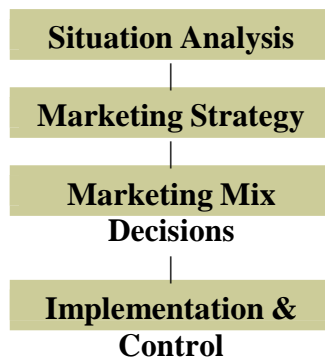 Situation Analysis
Marketing Strategy
Marketing Mix
Decisions
Implementation &
Control